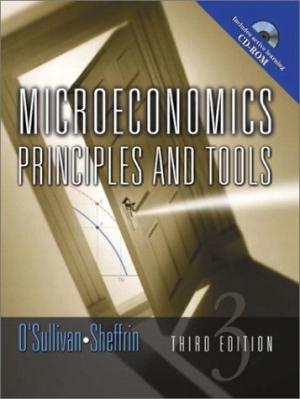 Includes active learning
CD-ROM
MICROECONOMICS
PRINCIPLES AND TOOLS
O'Sullivan • Sheffrin
THIRD EDITION
3